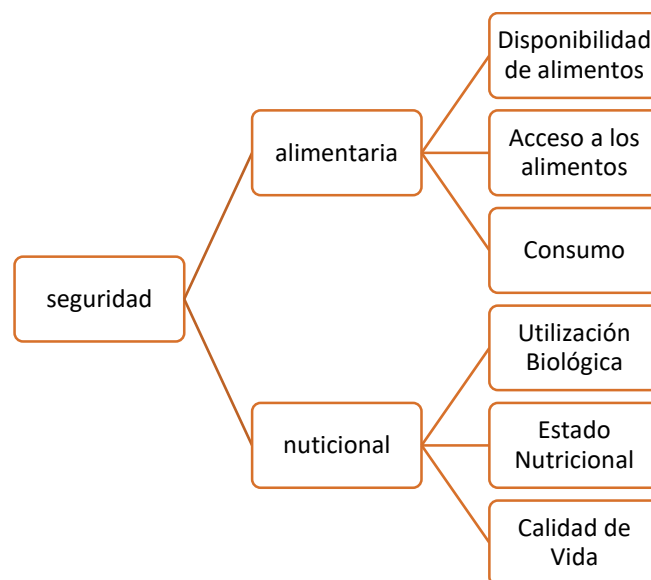 seguridad
alimentaria
Disponibilidad
de alimentos
Acceso a los
alimentos
Consumo
nuticional
Utilización
Biológica
Estado
Nutricional
Calidad de
Vida